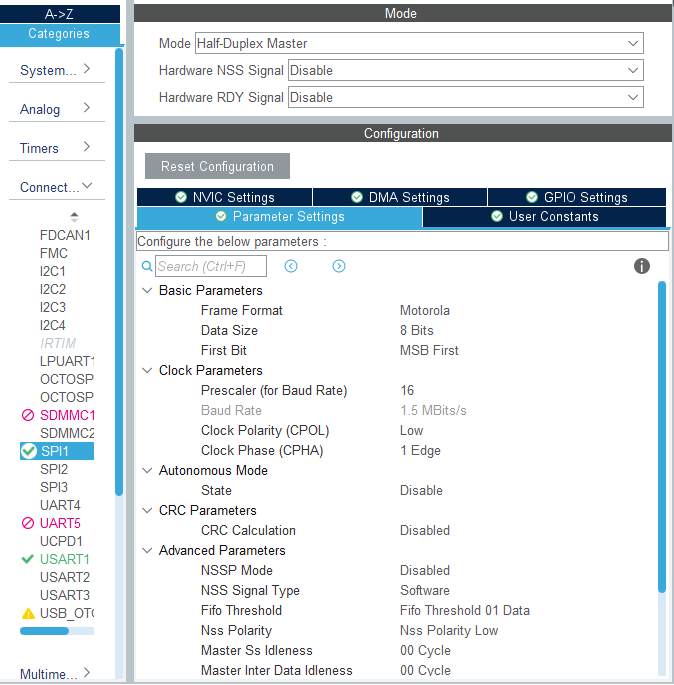 A->Z
Categories
System...
Analog
Timers
Connect...
FDCAN1
FMC
I2C1
I2C2
I2C3
I2C4
IRTIM
LPUART1
OCTOSP
OCTOSP
SDMMC1
SDMMC2
SPI1
SPI2
SPI3
UART4
UART5
UCPD1
USART1
USART2
USART3
USB_OTG
Multime...
Mode
Mode Half-Duplex Master
Hardware NSS Signal Disable
Hardware RDY Signal Disable
Configuration
Reset Configuration
NVIC Settings DMA Settings GPIO Settings
Parameter Settings User Constants
Configure the below parameters :
Search (Ctrl+F)
Basic Parameters
Frame Format Motorola
Data Size 8 Bits
First Bit MSB First
Clock Parameters
Prescaler (for Baud Rate) 16
Baud Rate 1.5 MBits/s
Clock Polarity (CPOL) Low
Clock Phase (CPHA) 1 Edge
Autonomous Mode
State Disable
CRC Parameters
CRC Calculation Disabled
Advanced Parameters
NSSP Mode Disabled
NSS Signal Type Software
Fifo Threshold Fifo Threshold 01 Data
Nss Polarity Nss Polarity Low
Master Ss Idleness 00 Cycle
Master Inter Data Idleness 00 Cycle